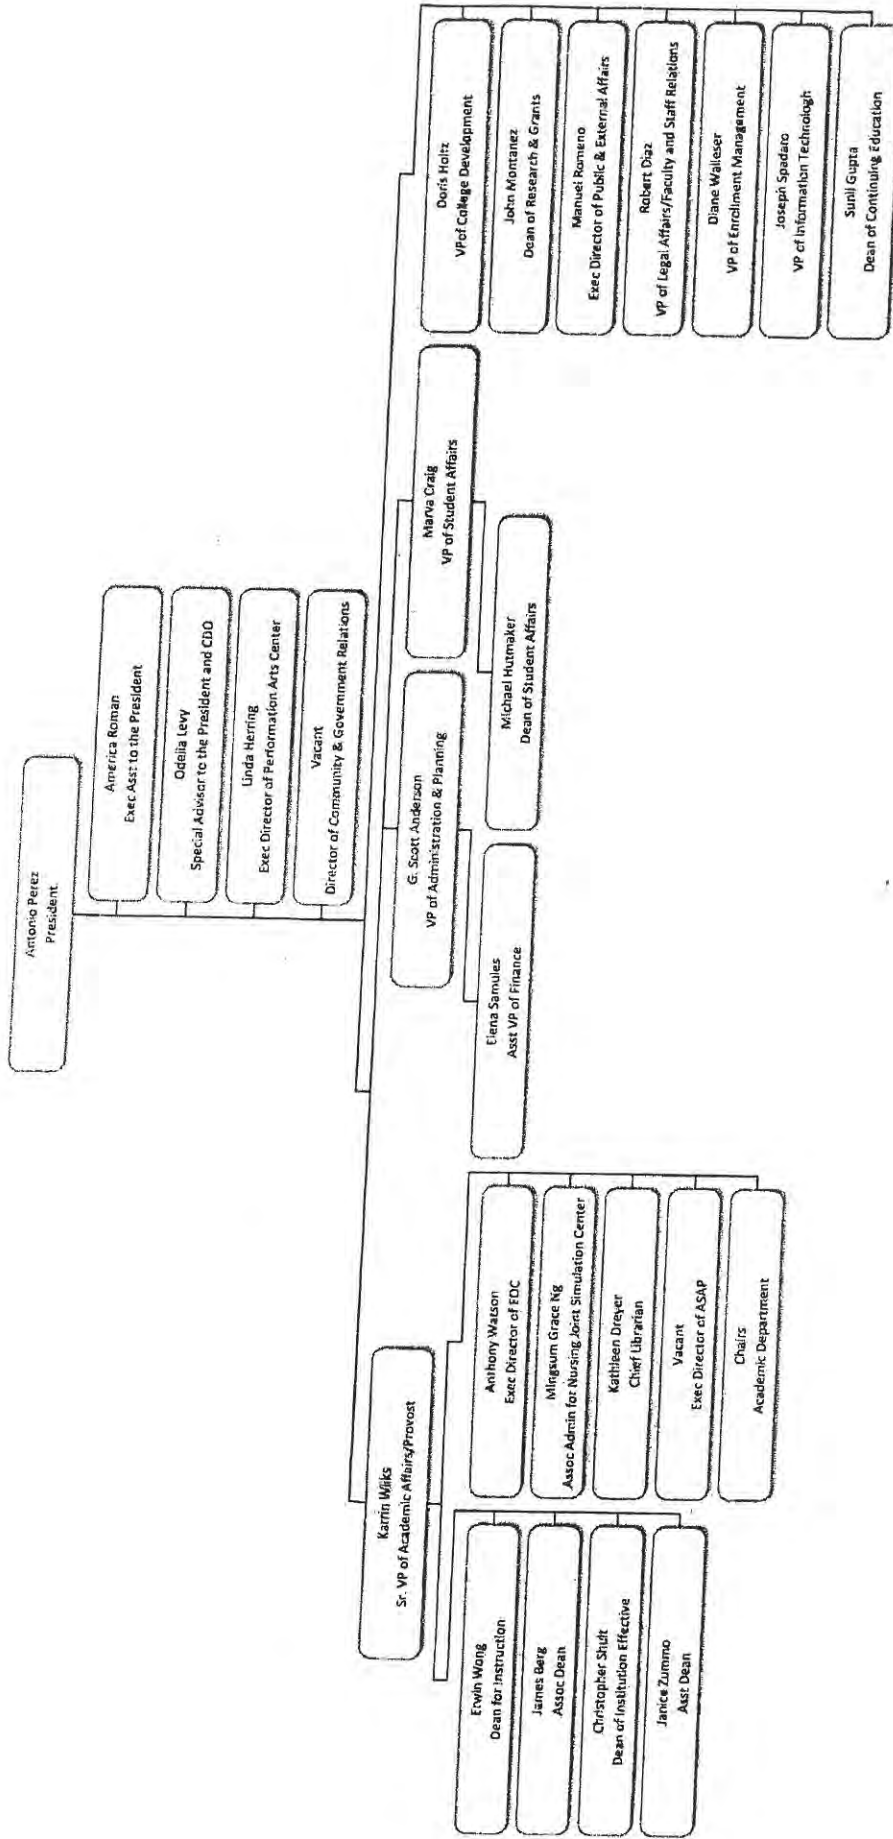 Antonio Perez
President
America Roman
Exec Asst to the President
Odelia Levy
Special Advisor to the President and CDO
Linda Herring
Exec Director of Performation Arts Center
Vacant
Director of Community & Government Relations
Karrin Wilks
Sr. VP of Academic Affairs/Provost
G. Scott Anderson
VP of Administration & Planning
Marva Craig
VP of Student Affairs
Doris Holtz
VPof College Development
John Montanez
Dean of Research & Grants
Manuel Romeno
Exec Director of Public & External Affairs
Robert Diaz
VP of Legal Affairs/Faculty and Staff Relations
Diane Walleser
VP of Enrollment Management
Joseph Spadaro
VP of Information Technologh
Sunil Gupta
Dean of Continuing Education
Erwin Wong
Dean for Instruction
James Berg
Assoc Dean
Christopher Shult
Dean of Institution Effective
Janice Zummo
Asst Dean
Anthony Watson
Exec Director of EOC
Mingsum Grace Ng
Assoc Admin for Nursing Joint Simulation Center
Kathleen Dreyer
Chief Librarian
Vacant
Exec Director of ASAP
Chairs
Academic Department
Elena Samules
Asst VP of Finance
Michael Hutmaker
Dean of Student Affairs